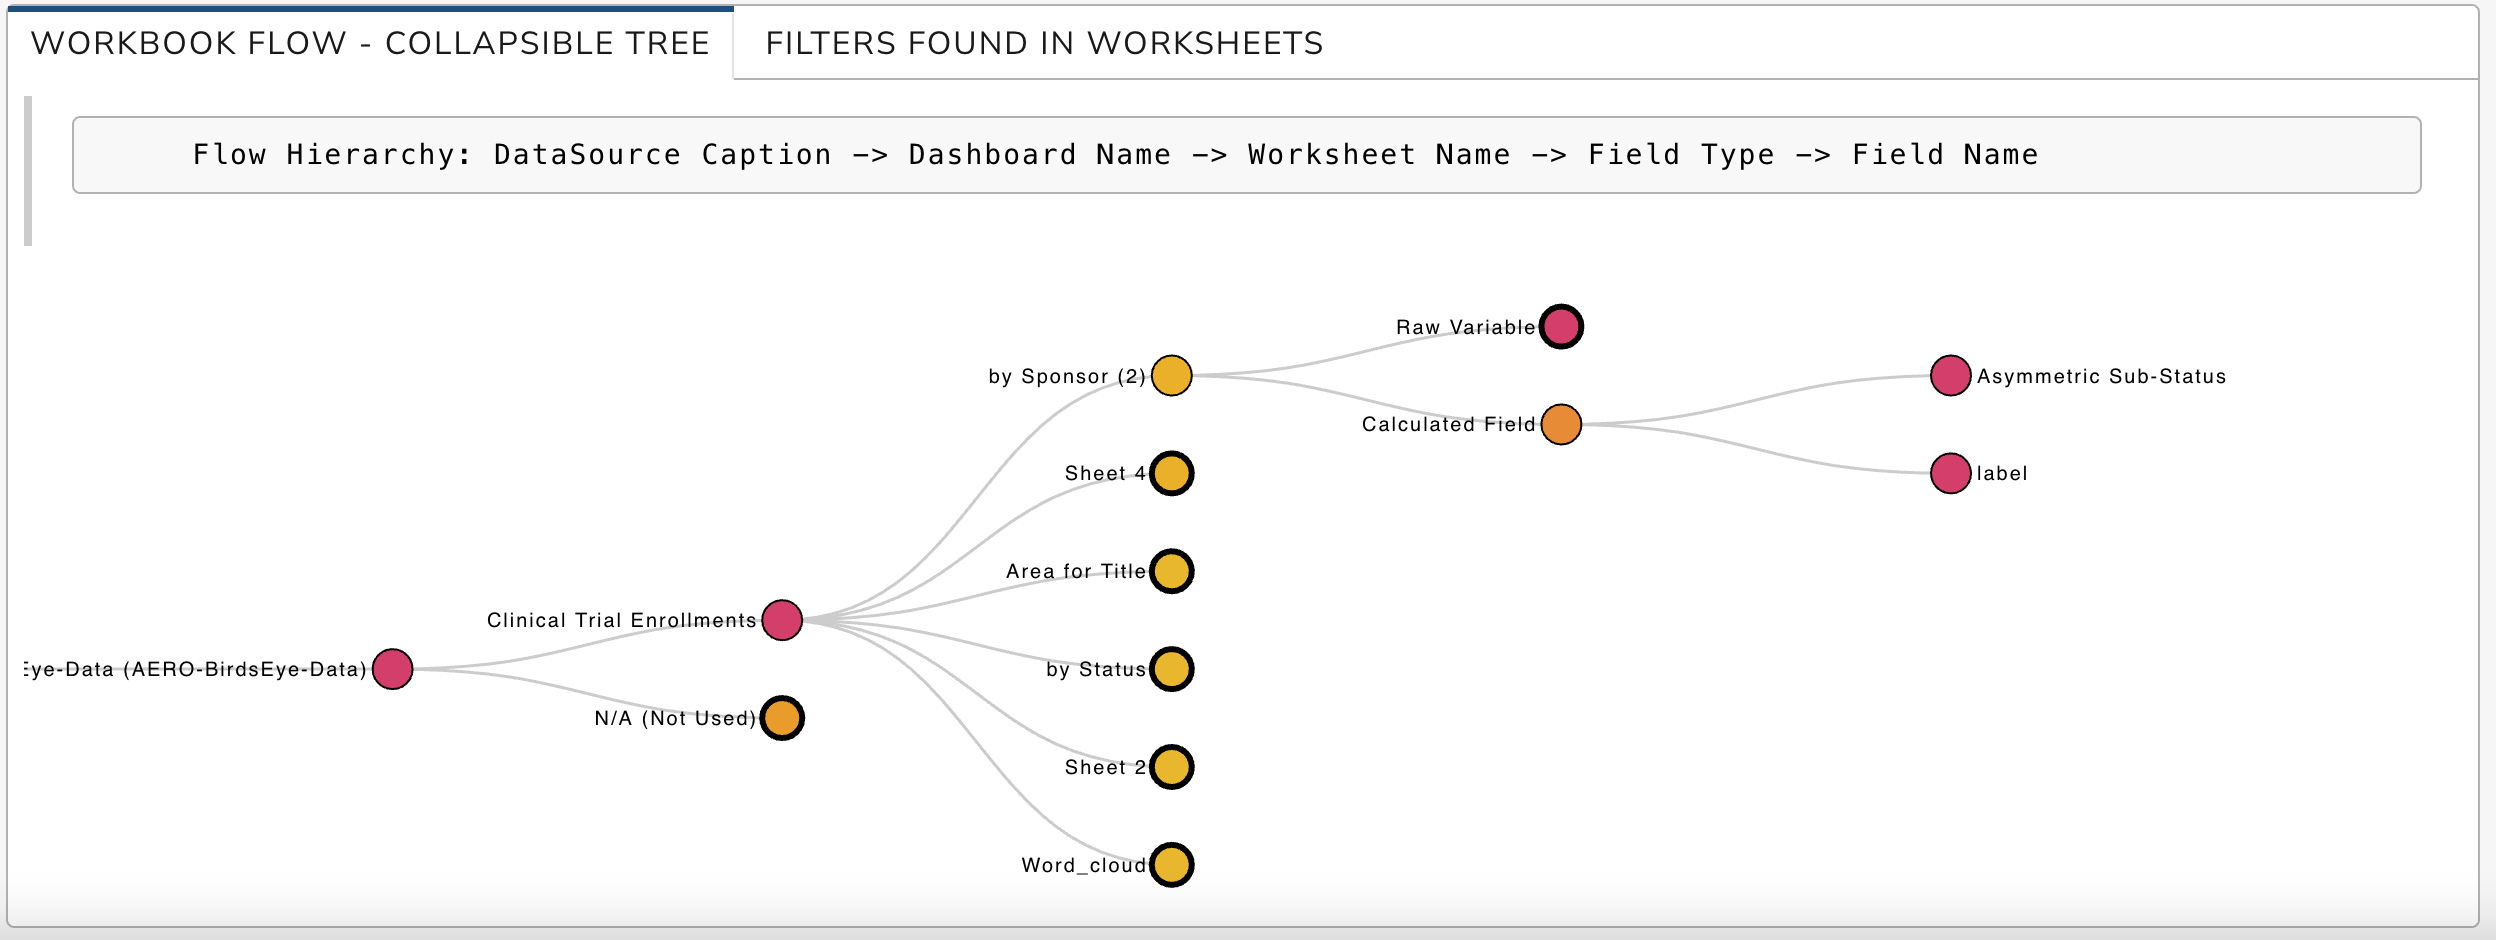 WORKBOOK FLOW - COLLAPSIBLE TREE
FILTERS FOUND IN WORKSHEETS
Flow Hierarchy: DataSource Caption –> Dashboard Name –> Worksheet Name –> Field Type –> Field Name
Raw Variable
by Sponsor (2)
Asymmetric Sub-Status
Calculated Field
Sheet 4
label
Area for Title
Clinical Trial Enrollments
Eye-Data (AERO-BirdsEye-Data)
by Status
N/A (Not Used)
Sheet 2
Word_cloud